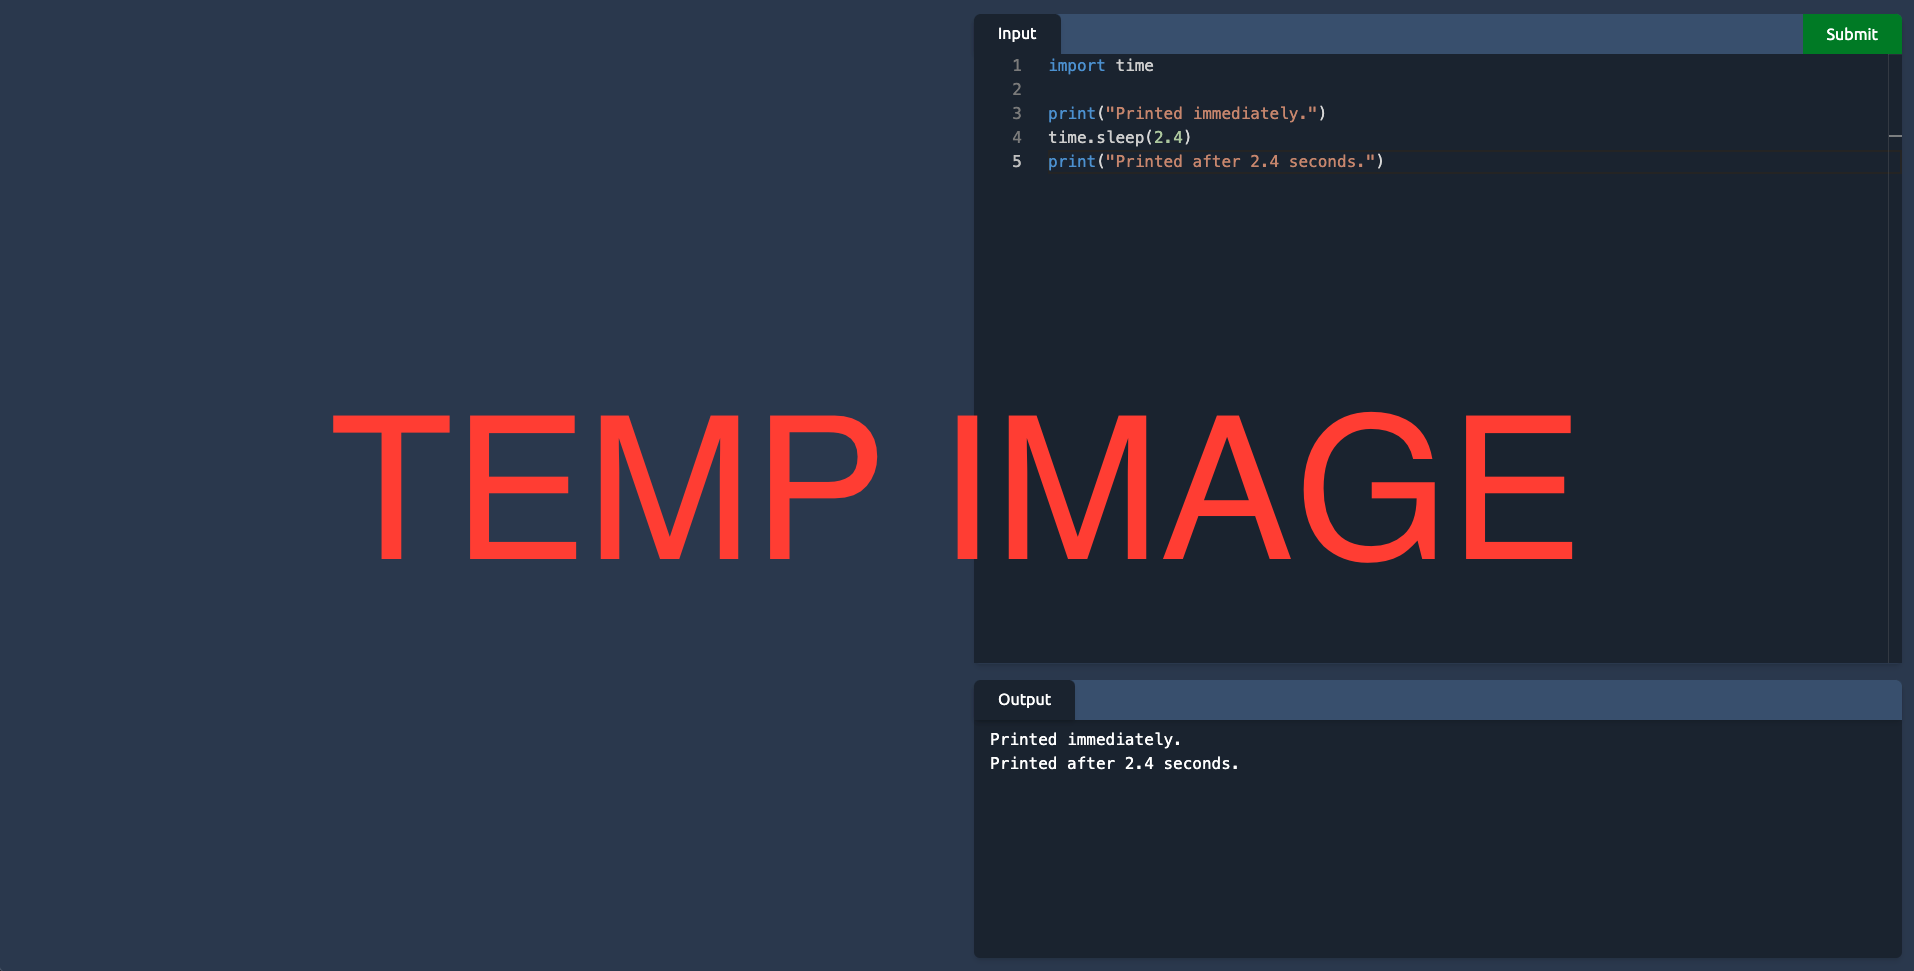 Input
Submit
1 import time
2
3 print("Printed immediately.")
4 time.sleep(2.4)
5 print("Printed after 2.4 seconds.")
TEMP IMAGE
Output
Printed immediately.
Printed after 2.4 seconds.